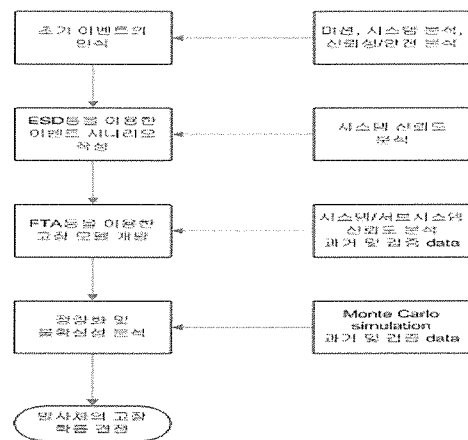 초기 이벤트의
인식
미션, 시스템 분석,
신뢰성/안전 분석
ESD등을 이용한
이벤트 시나리오
작성
시스템 신뢰도
분석
FTA등을 이용한
고장 모델 개발
시스템/서브시스템
신뢰도 분석
과거 및 검증 data
정량화 및
불확실성 분석
Monte Carlo
simulation
과거 및 검증 data
발사체의 고장
확률 결정